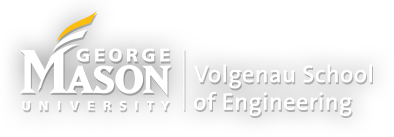 GEORGE
MASON
UNIVERSITY
Volgenau School
of Engineering